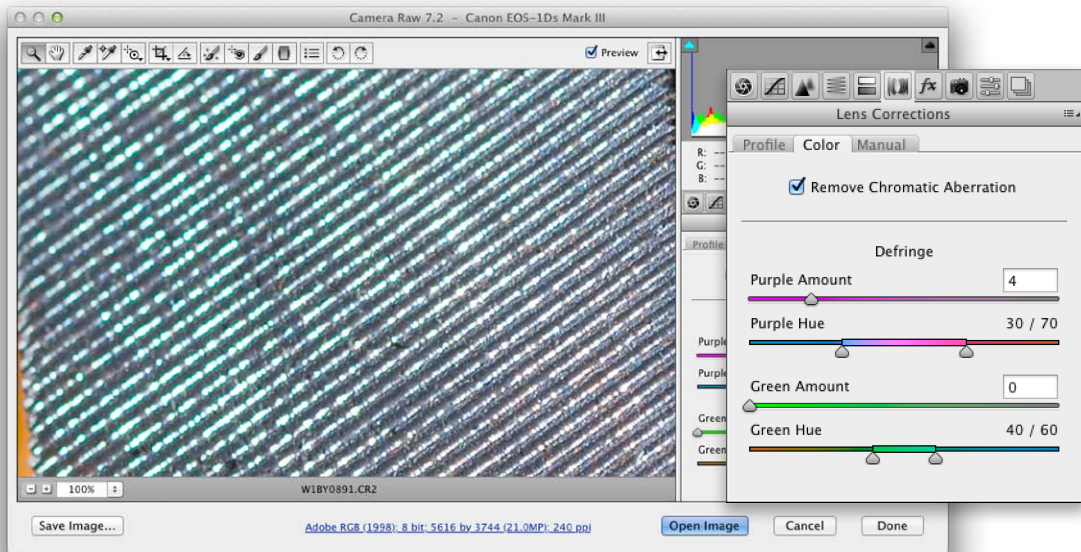 Camera Raw 7.2 – Canon EOS-1Ds Mark III
Preview
R: ---
G: ---
B: ---
Profile
Purple
Purple
Green
Green
100%
W1BY0891.CR2
Save Image...
Adobe RGB (1998); 8 bit; 5616 by 3744 (21.0MP); 240 ppi
Open Image
Cancel
Done
fx
Lens Corrections
Profile Color Manual
Remove Chromatic Aberration
Defringe
Purple Amount 4
Purple Hue 30 / 70
Green Amount 0
Green Hue 40 / 60